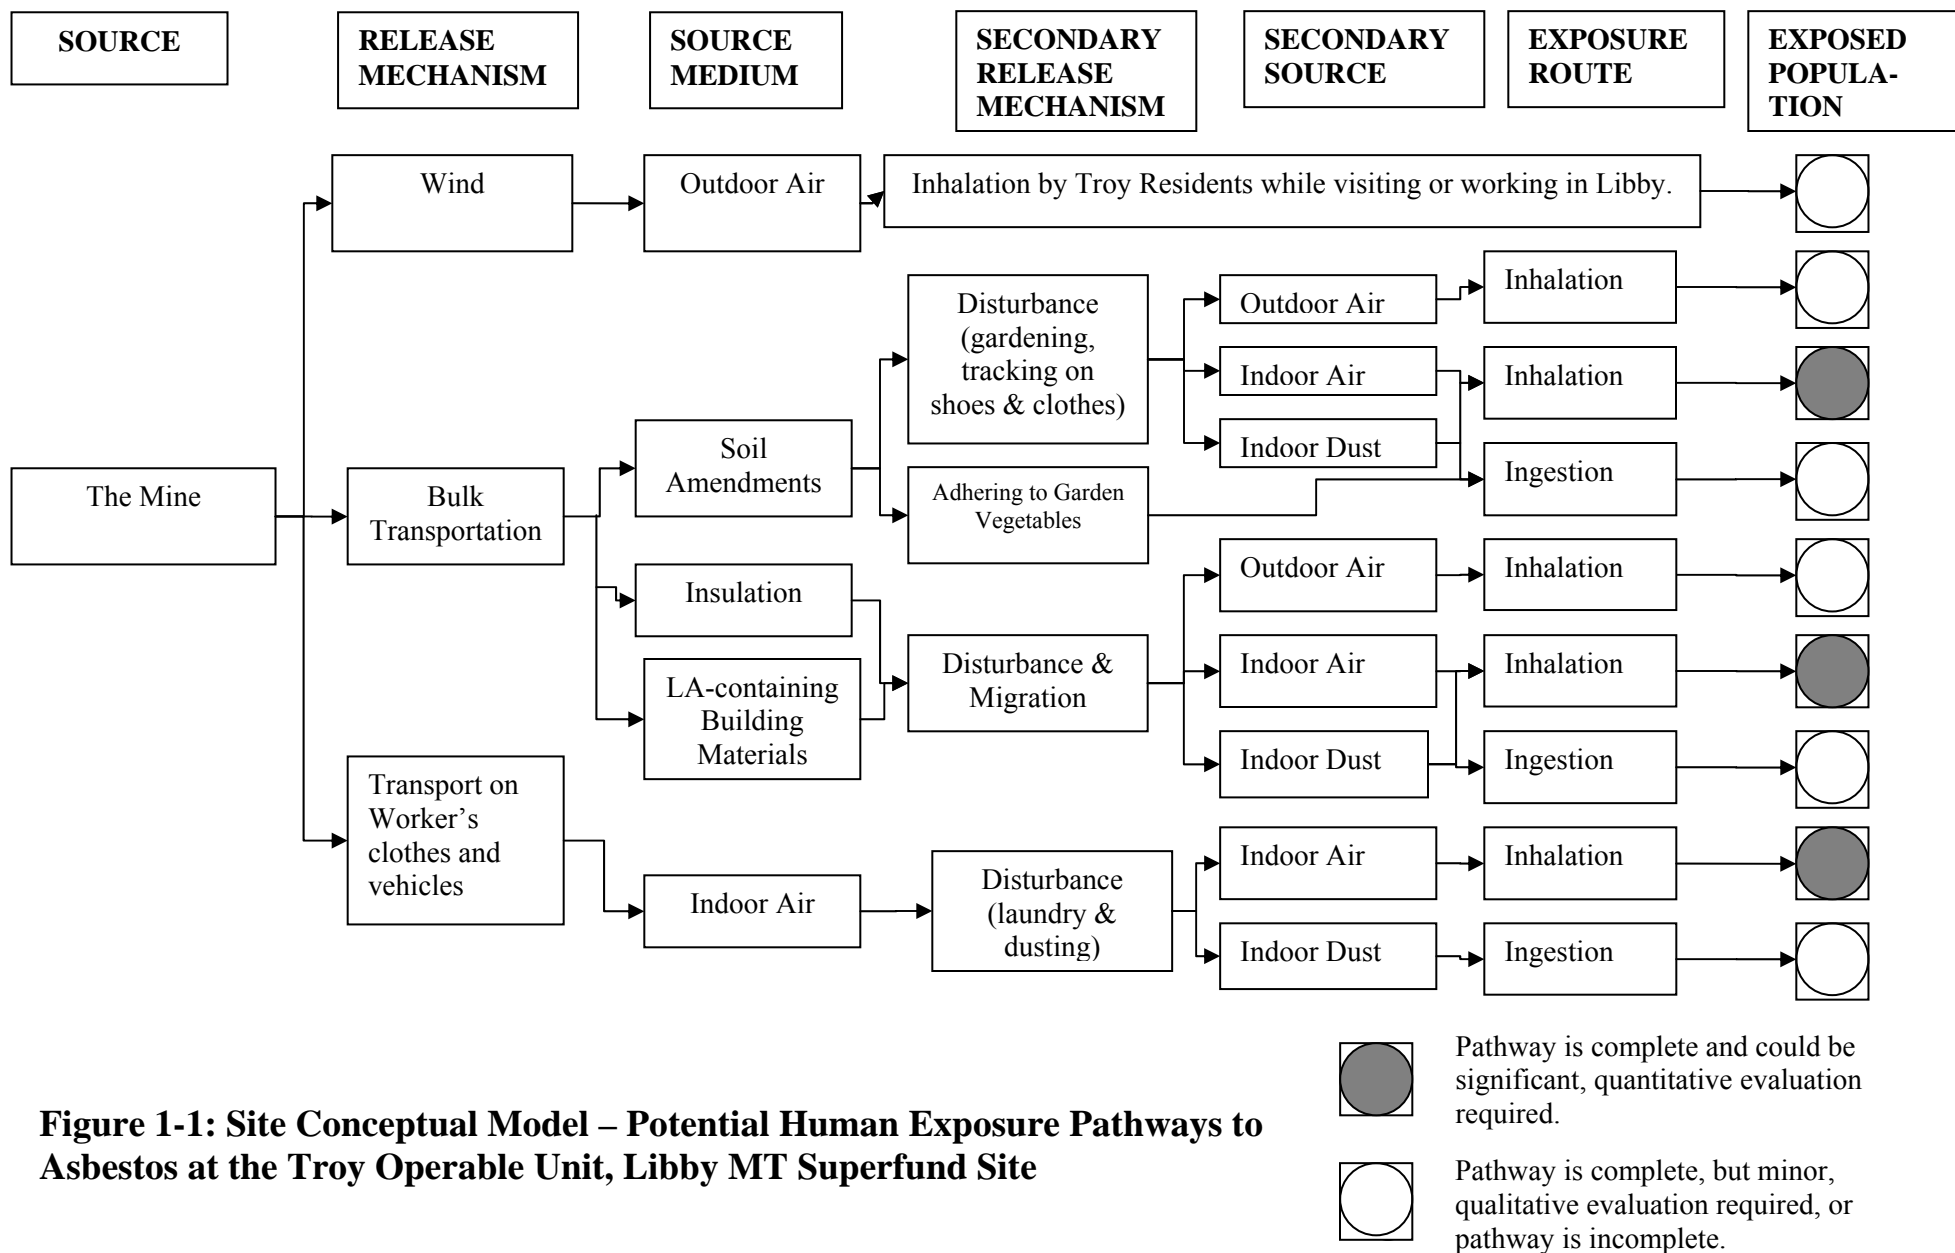 SOURCE
RELEASE
MECHANISM
SOURCE
MEDIUM
SECONDARY
RELEASE
MECHANISM
SECONDARY
SOURCE
EXPOSURE
ROUTE
EXPOSED
POPULA-
TION
Wind
Outdoor Air
Inhalation by Troy Residents while visiting or working in Libby.
The Mine
Bulk
Transportation
Soil
Amendments
Disturbance
(gardening,
tracking on
shoes & clothes)
Outdoor Air
Inhalation
Indoor Air
Inhalation
Indoor Dust
Adhering to Garden
Vegetables
Ingestion
Insulation
LA-containing
Building
Materials
Disturbance &
Migration
Outdoor Air
Inhalation
Indoor Air
Inhalation
Indoor Dust
Ingestion
Transport on
Worker’s
clothes and
vehicles
Indoor Air
Disturbance
(laundry &
dusting)
Indoor Air
Inhalation
Indoor Dust
Ingestion
Pathway is complete and could be
significant, quantitative evaluation
required.
Pathway is complete, but minor,
qualitative evaluation required, or
pathway is incomplete.
Figure 1-1: Site Conceptual Model – Potential Human Exposure Pathways to
Asbestos at the Troy Operable Unit, Libby MT Superfund Site